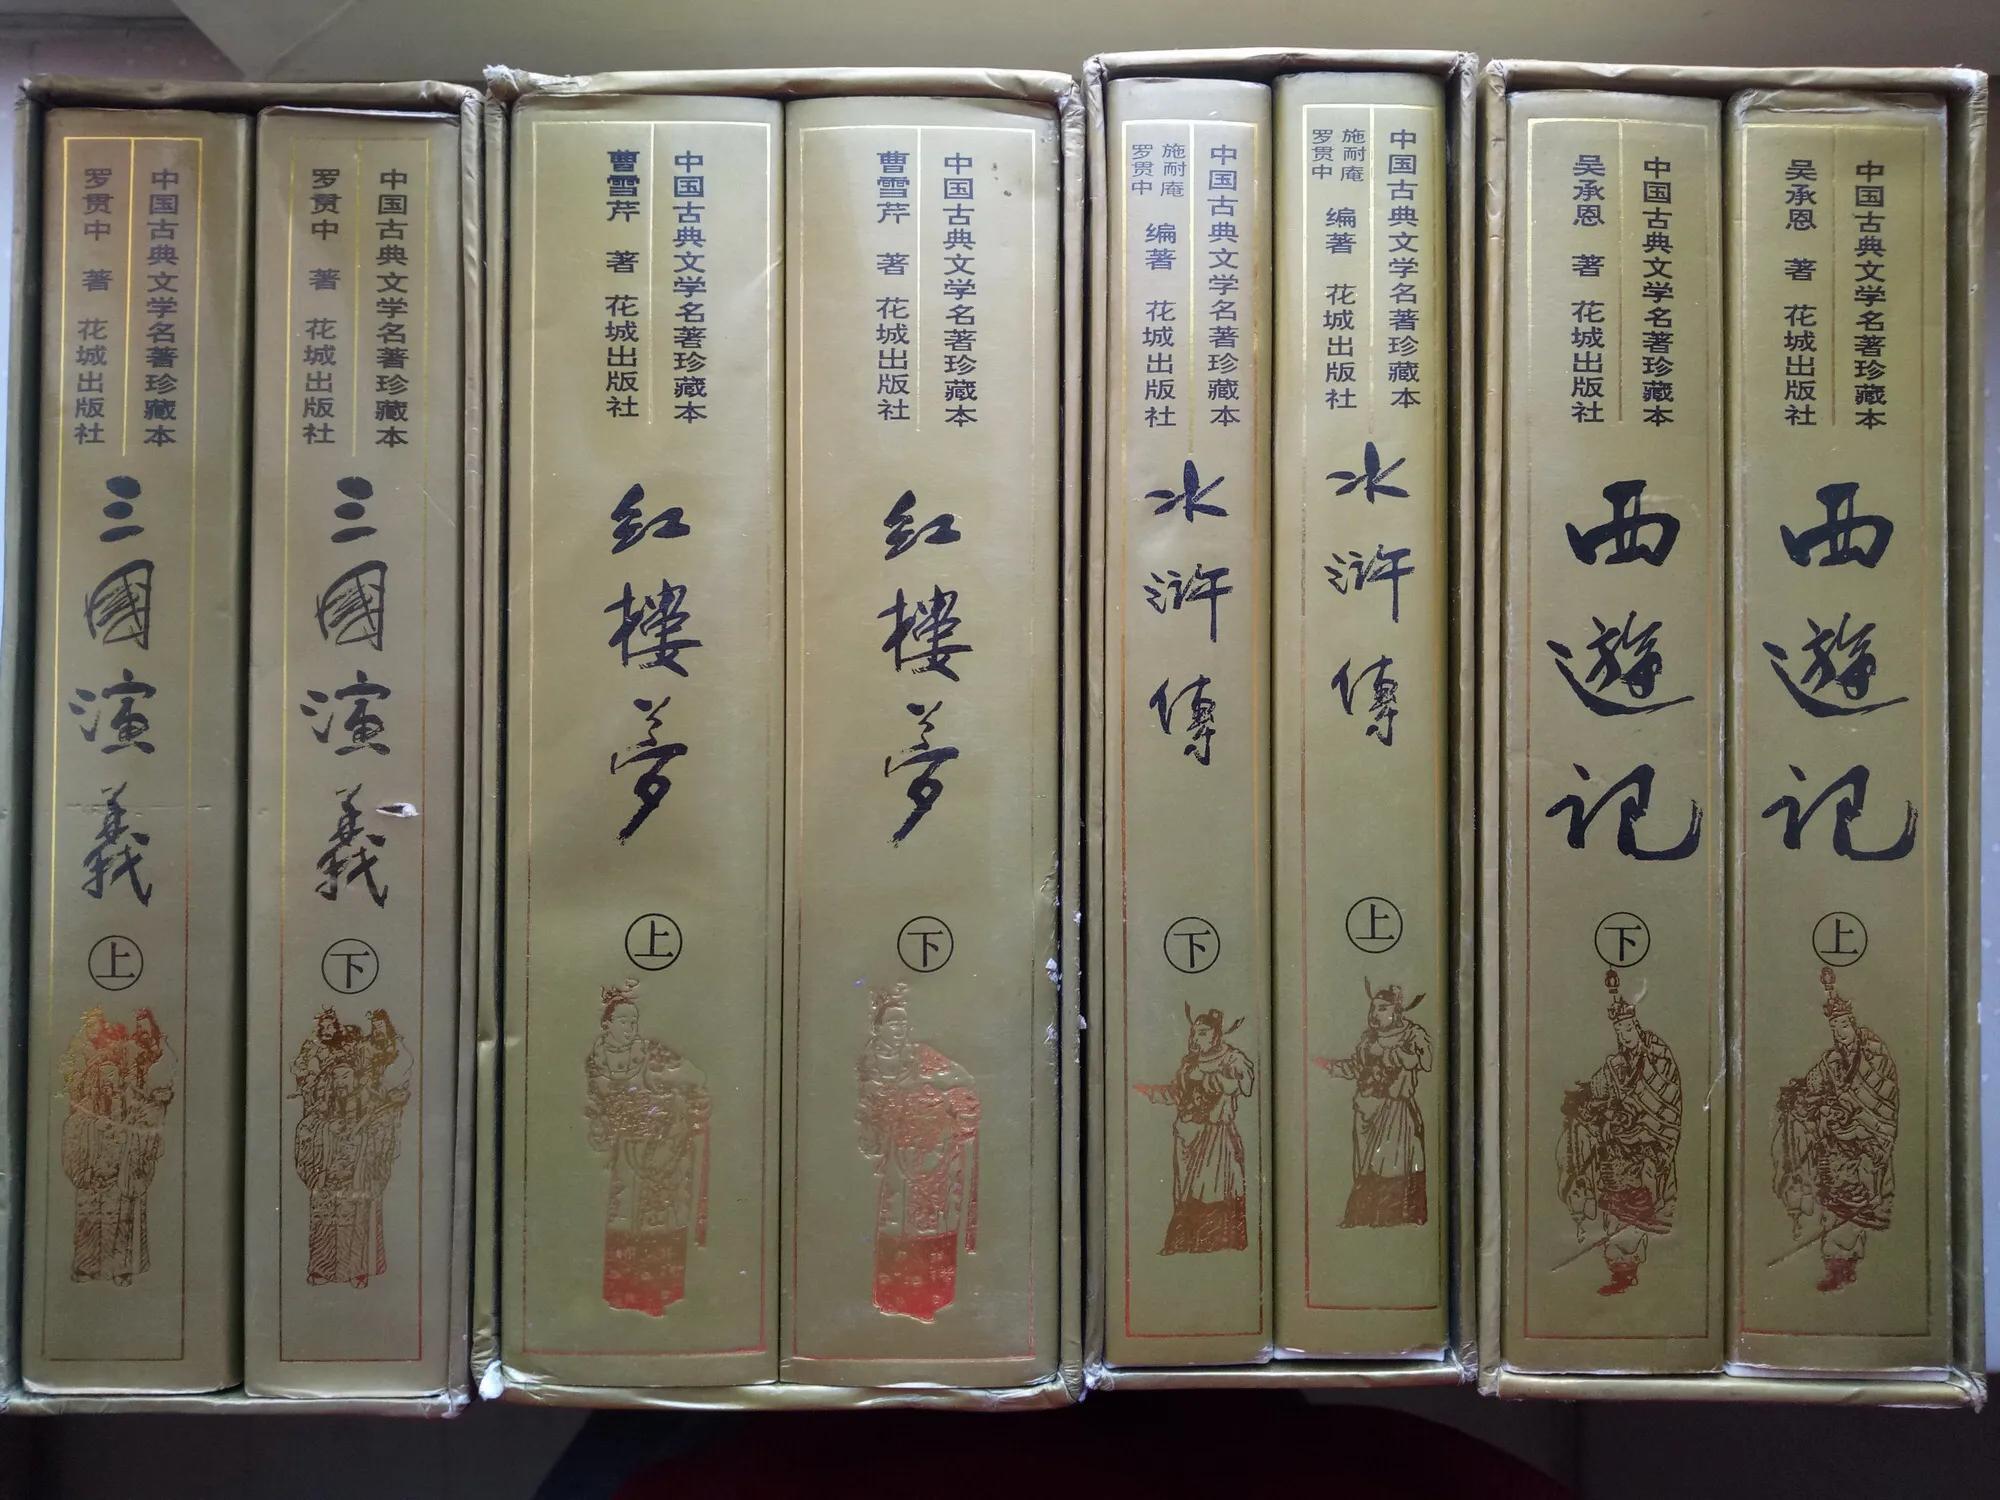 中国古典文学名著珍藏本
罗贯中 著 花城出版社
三國演義
上
中国古典文学名著珍藏本
罗贯中 著 花城出版社
三國演義
下
中国古典文学名著珍藏本
曹雪芹 著 花城出版社
红樓夢
上
中国古典文学名著珍藏本
曹雪芹 著 花城出版社
红樓夢
下
中国古典文学名著珍藏本
施耐庵
罗贯中
编著 花城出版社
水滸傳
下
中国古典文学名著珍藏本
施耐庵
罗贯中
编著 花城出版社
水滸傳
上
中国古典文学名著珍藏本
吴承恩 著 花城出版社
西遊记
下
中国古典文学名著珍藏本
吴承恩 著 花城出版社
西遊记
上